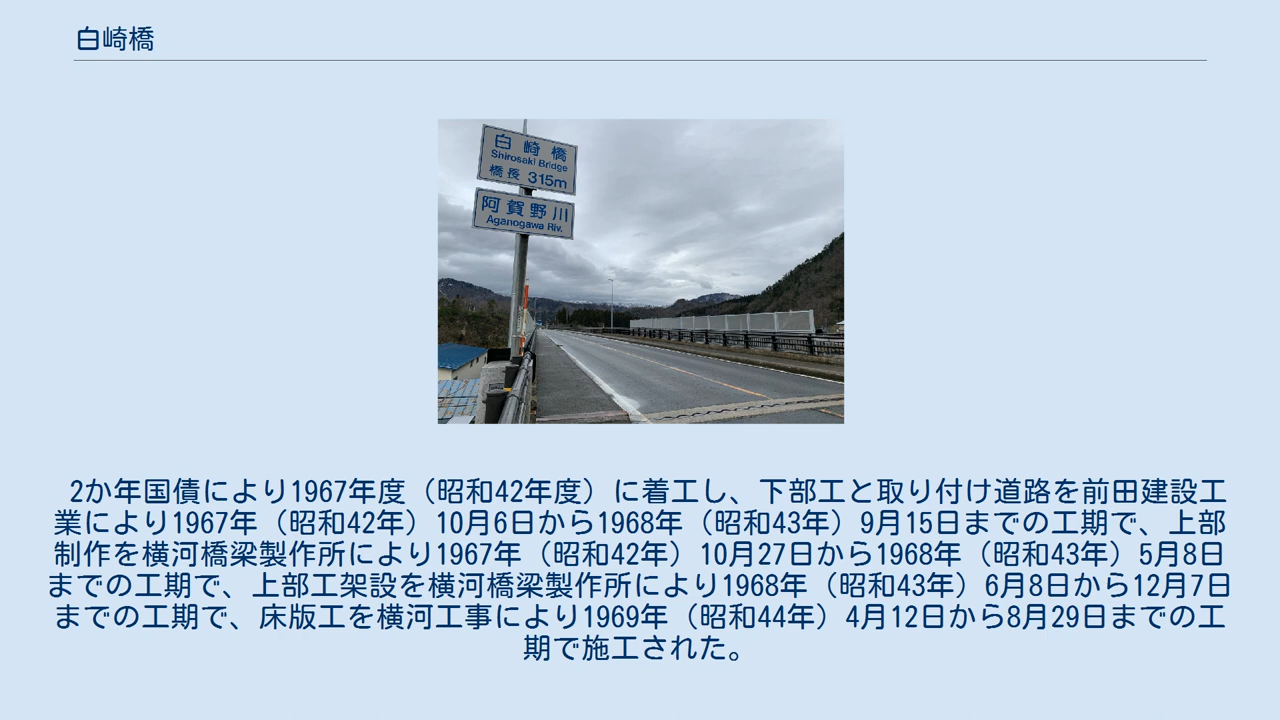 白崎橋
白崎橋
Shirosaki Bridge
橋長 315m
阿賀野川
Aganogawa Riv.
2か年国債により1967年度（昭和42年度）に着工し、下部工と取り付け道路を前田建設工
業により1967年（昭和42年）10月6日から1968年（昭和43年）9月15日までの工期で、上部
制作を横河橋梁製作所により1967年（昭和42年）10月27日から1968年（昭和43年）5月8日
までの工期で、上部工架設を横河橋梁製作所により1968年（昭和43年）6月8日から12月7日
までの工期で、床版工を横河工事により1969年（昭和44年）4月12日から8月29日までの工
期で施工された。